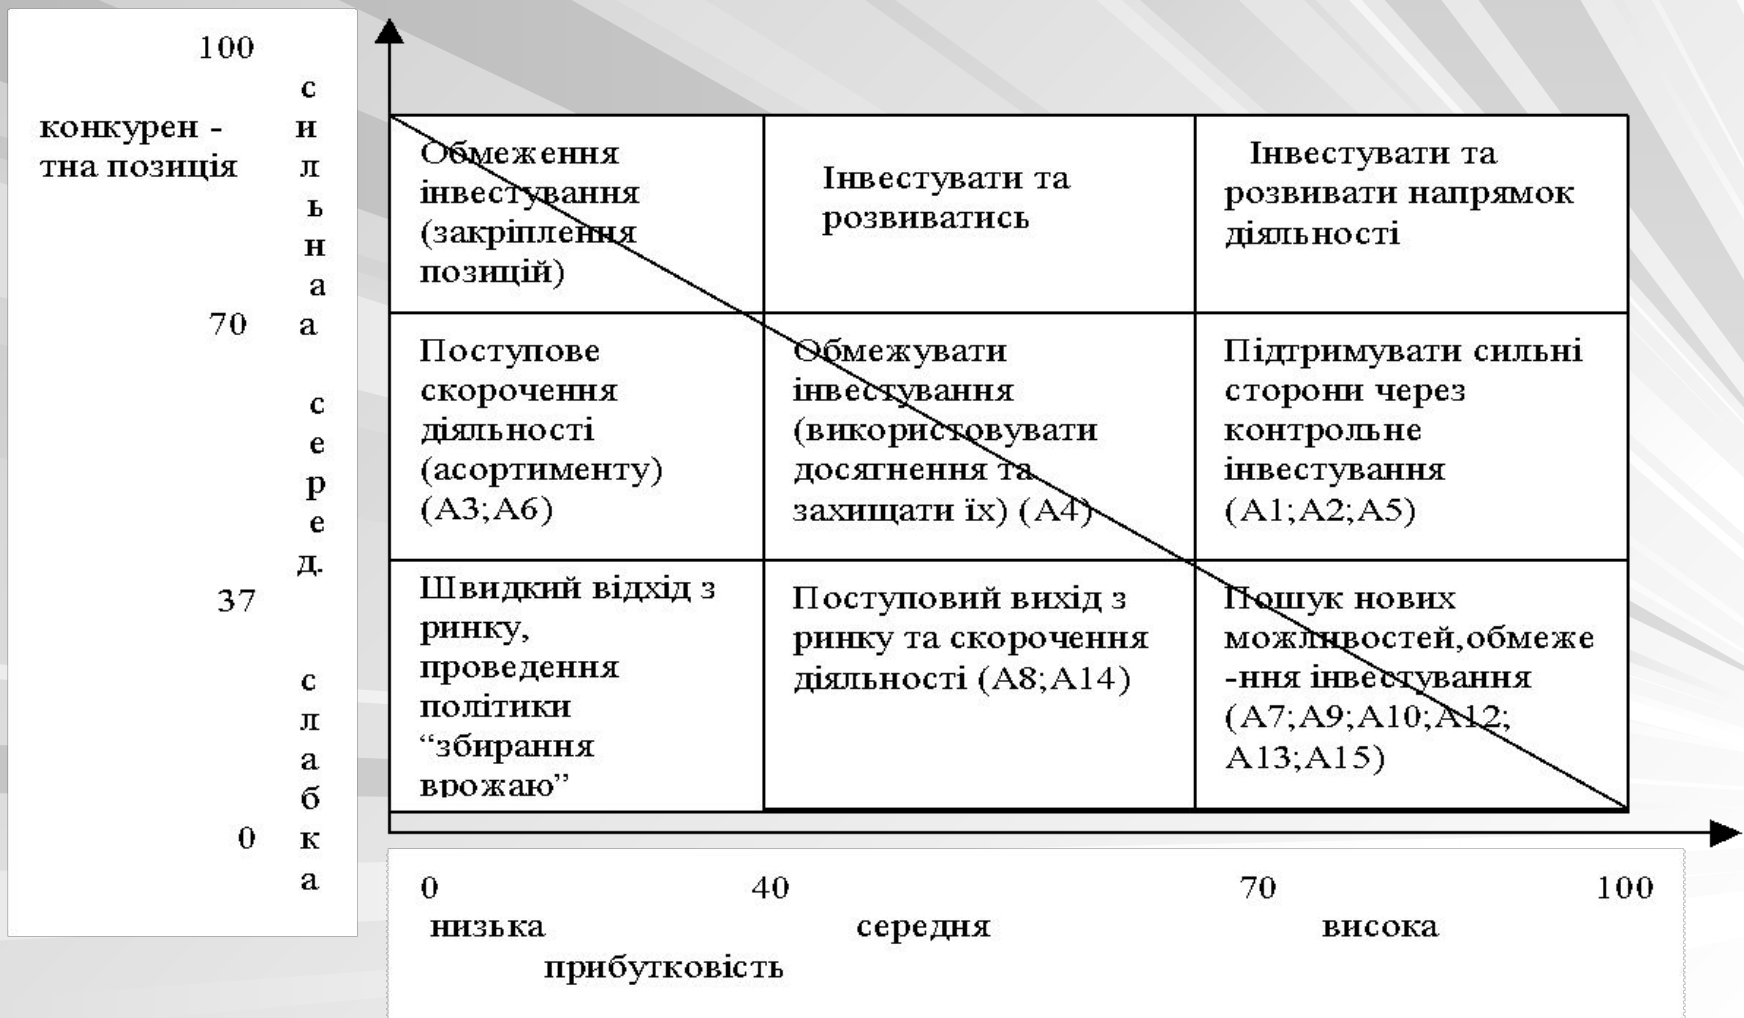 100
конкурен -
тна позиція
с
и
л
ь
н
а
70
а
с
е
р
е
д.
37
с
л
а
б
0
к
а
Обмеження
інвестування
(закріплення
позицій)
Інвестувати та
розвиватись
Інвестувати та
розвивати напрямок
діяльності
Поступове
скорочення
діяльності
(асортименту)
(А3;А6)
Обмежувати
інвестування
(використовувати
досягнення та
захищати їх) (А4)
Підтримувати сильні
сторони через
контрольне
інвестування
(А1;А2;А5)
Швидкий відхід з
ринку,
проведення
політики
“збирання
врожаю”
Поступовий вихід з
ринку та скорочення
діяльності (А8;А14)
Пошук нових
можливостей,обмеже
-ння інвестування
(А7;А9;А10;А12;
А13;А15)
0 40 70 100
низька середня висока
прибутковість